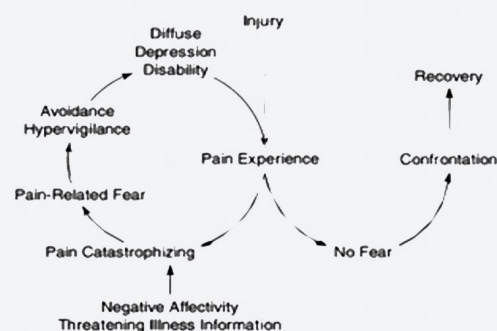 Injury
Diffuse
Depression
Disability
Recovery
Avoidance
Hypervigilance
Pain Experience
Confrontation
Pain-Related Fear
Pain Catastrophizing
No Fear
Negative Affectivity
Threatening Illness Information